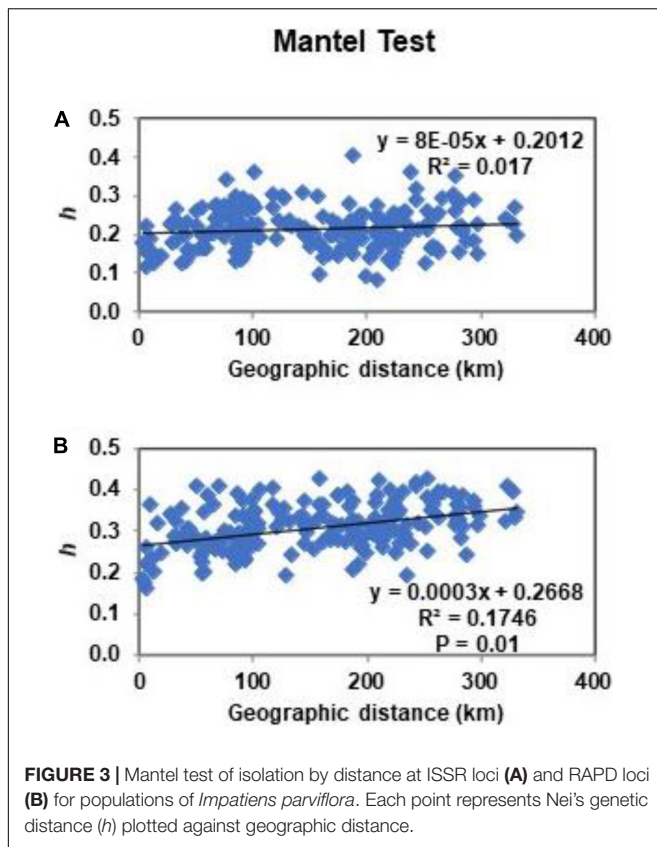 Mantel Test
A
0.5
0.4
0.3
0.2
0.1
0.0
h
y = 8E-05x + 0.2012
R² = 0.017
0 100 200 300 400
Geographic distance (km)
B
0.5
0.4
0.3
0.2
0.1
0.0
h
y = 0.0003x + 0.2668
R² = 0.1746
P = 0.01
0 100 200 300 400
Geographic distance (km)
FIGURE 3 | Mantel test of isolation by distance at ISSR loci (A) and RAPD loci
(B) for populations of Impatiens parviflora. Each point represents Nei's genetic
distance (h) plotted against geographic distance.